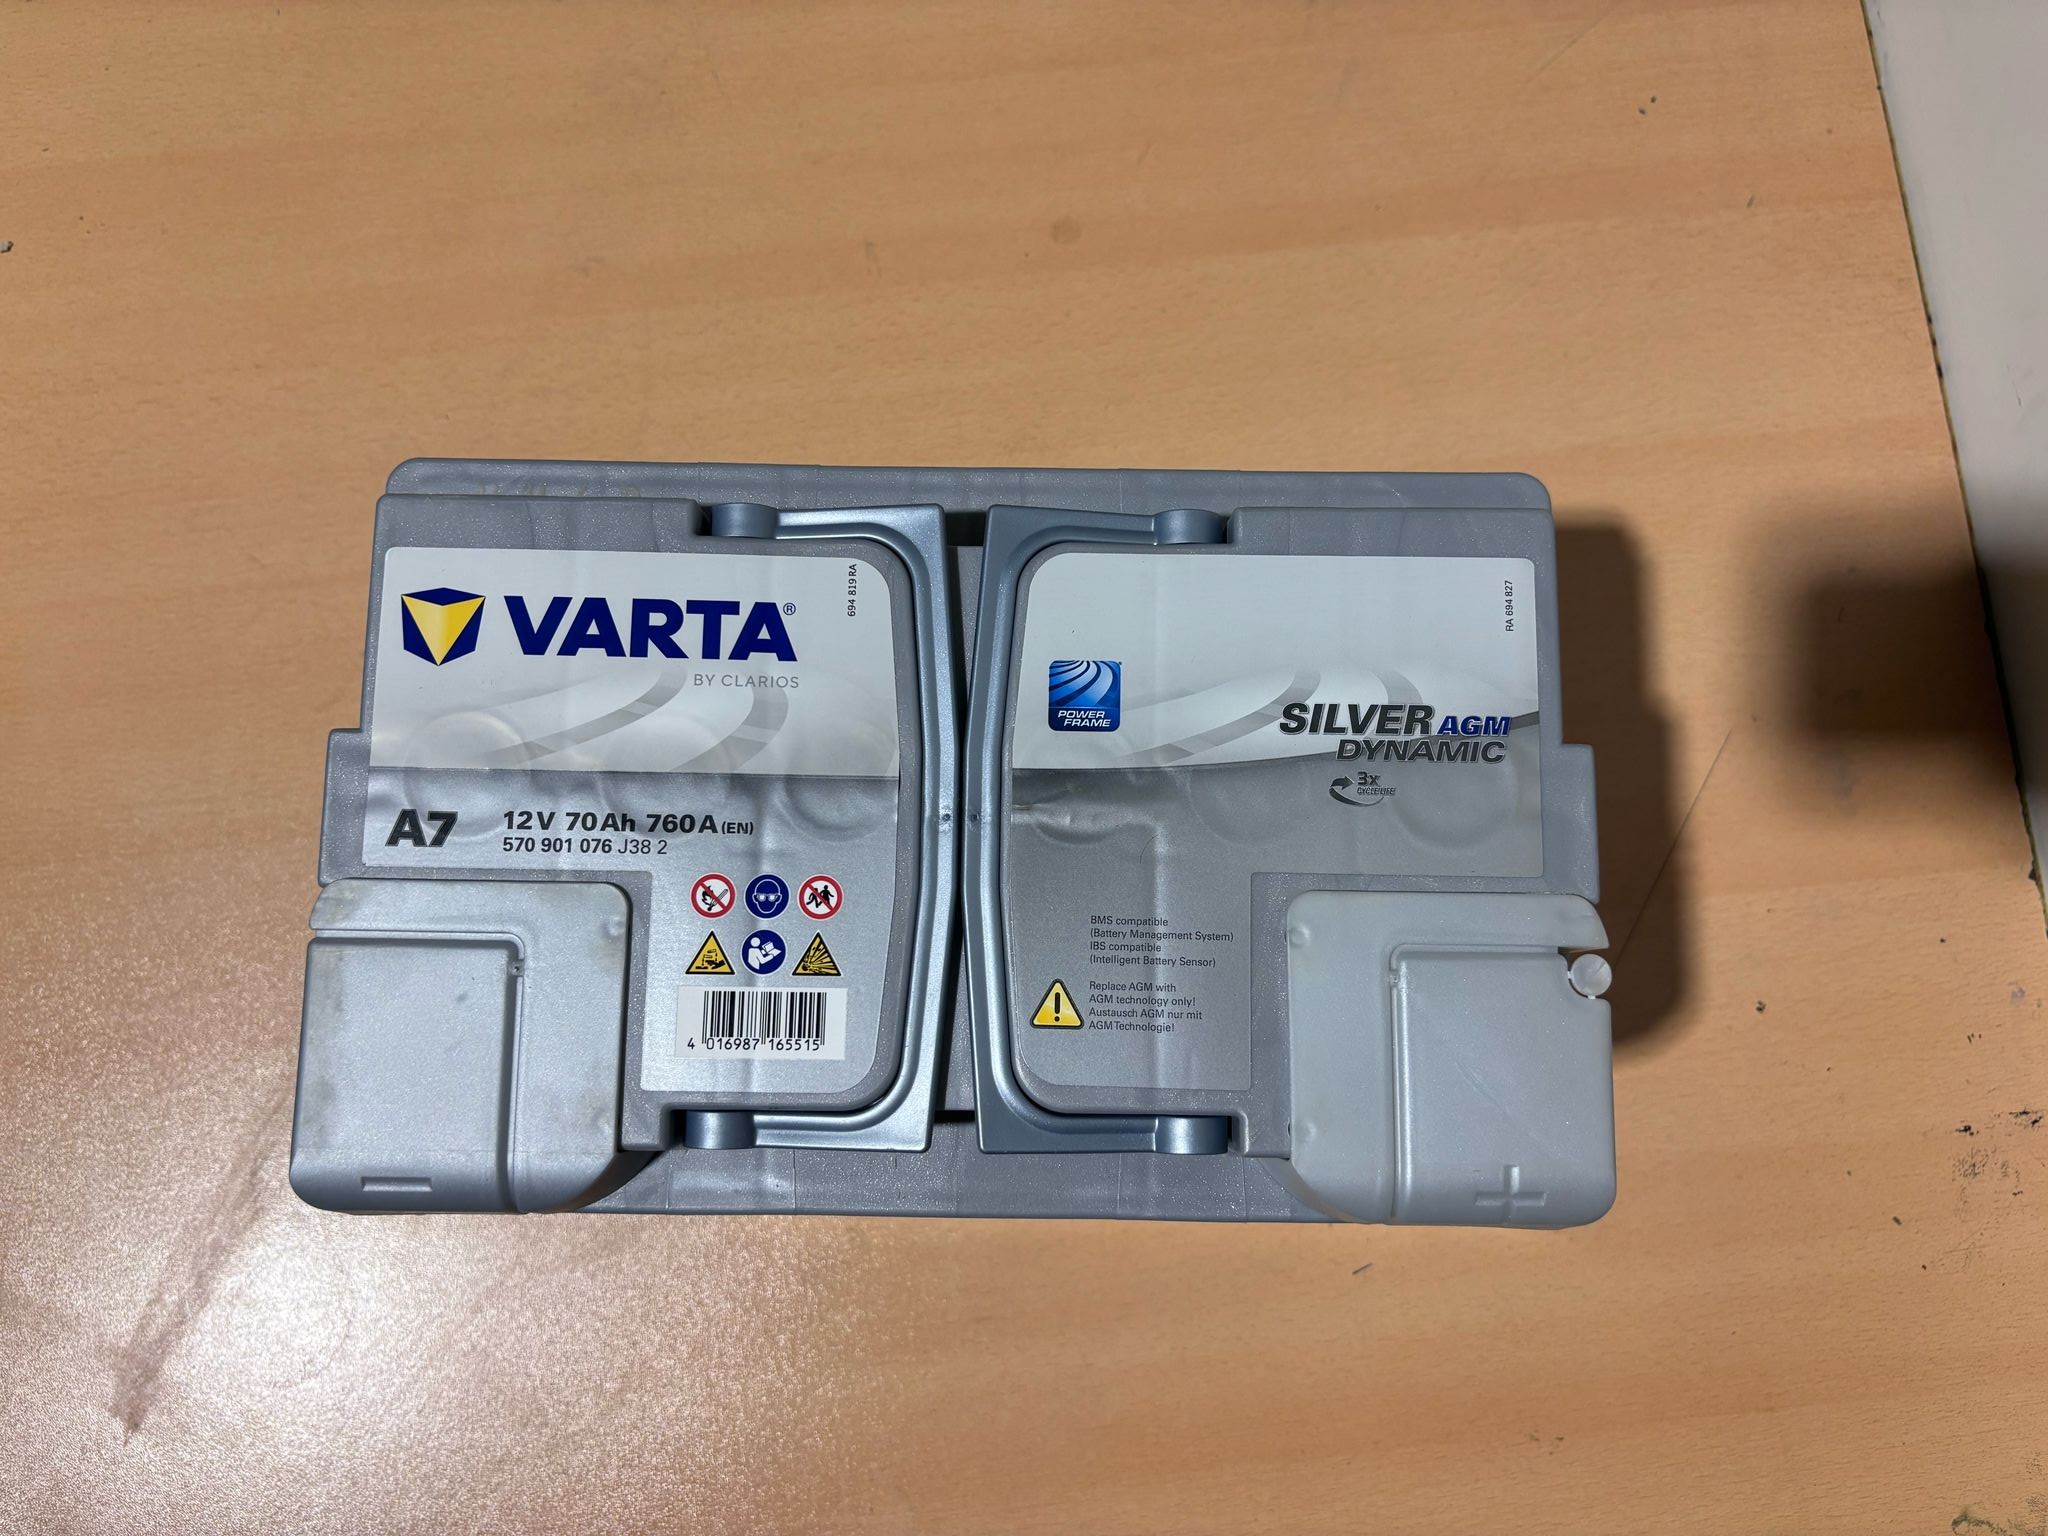 VARTA®
BY CLARIOS
694 819 RA
A7
12V 70Ah 760A (EN)
570 901 076 J38 2
4 016987 165515
RA 694 827
POWER
FRAME
SILVER AGM
DYNAMIC
3x
CYCLE LIFE
BMS compatible
(Battery Management System)
IBS compatible
(Intelligent Battery Sensor)
Replace AGM with
AGM technology only!
Austausch AGM nur mit
AGM Technologie!